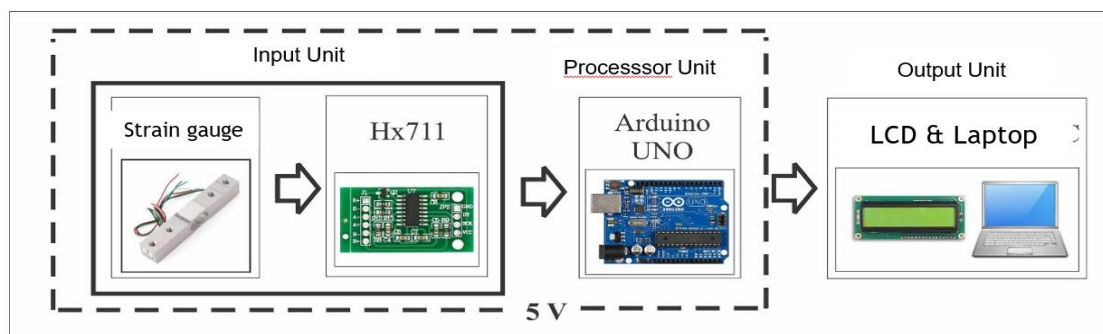 Input Unit
Processsor Unit
Output Unit
Strain gauge
Hx711
Arduino
UNO
LCD & Laptop
5 V